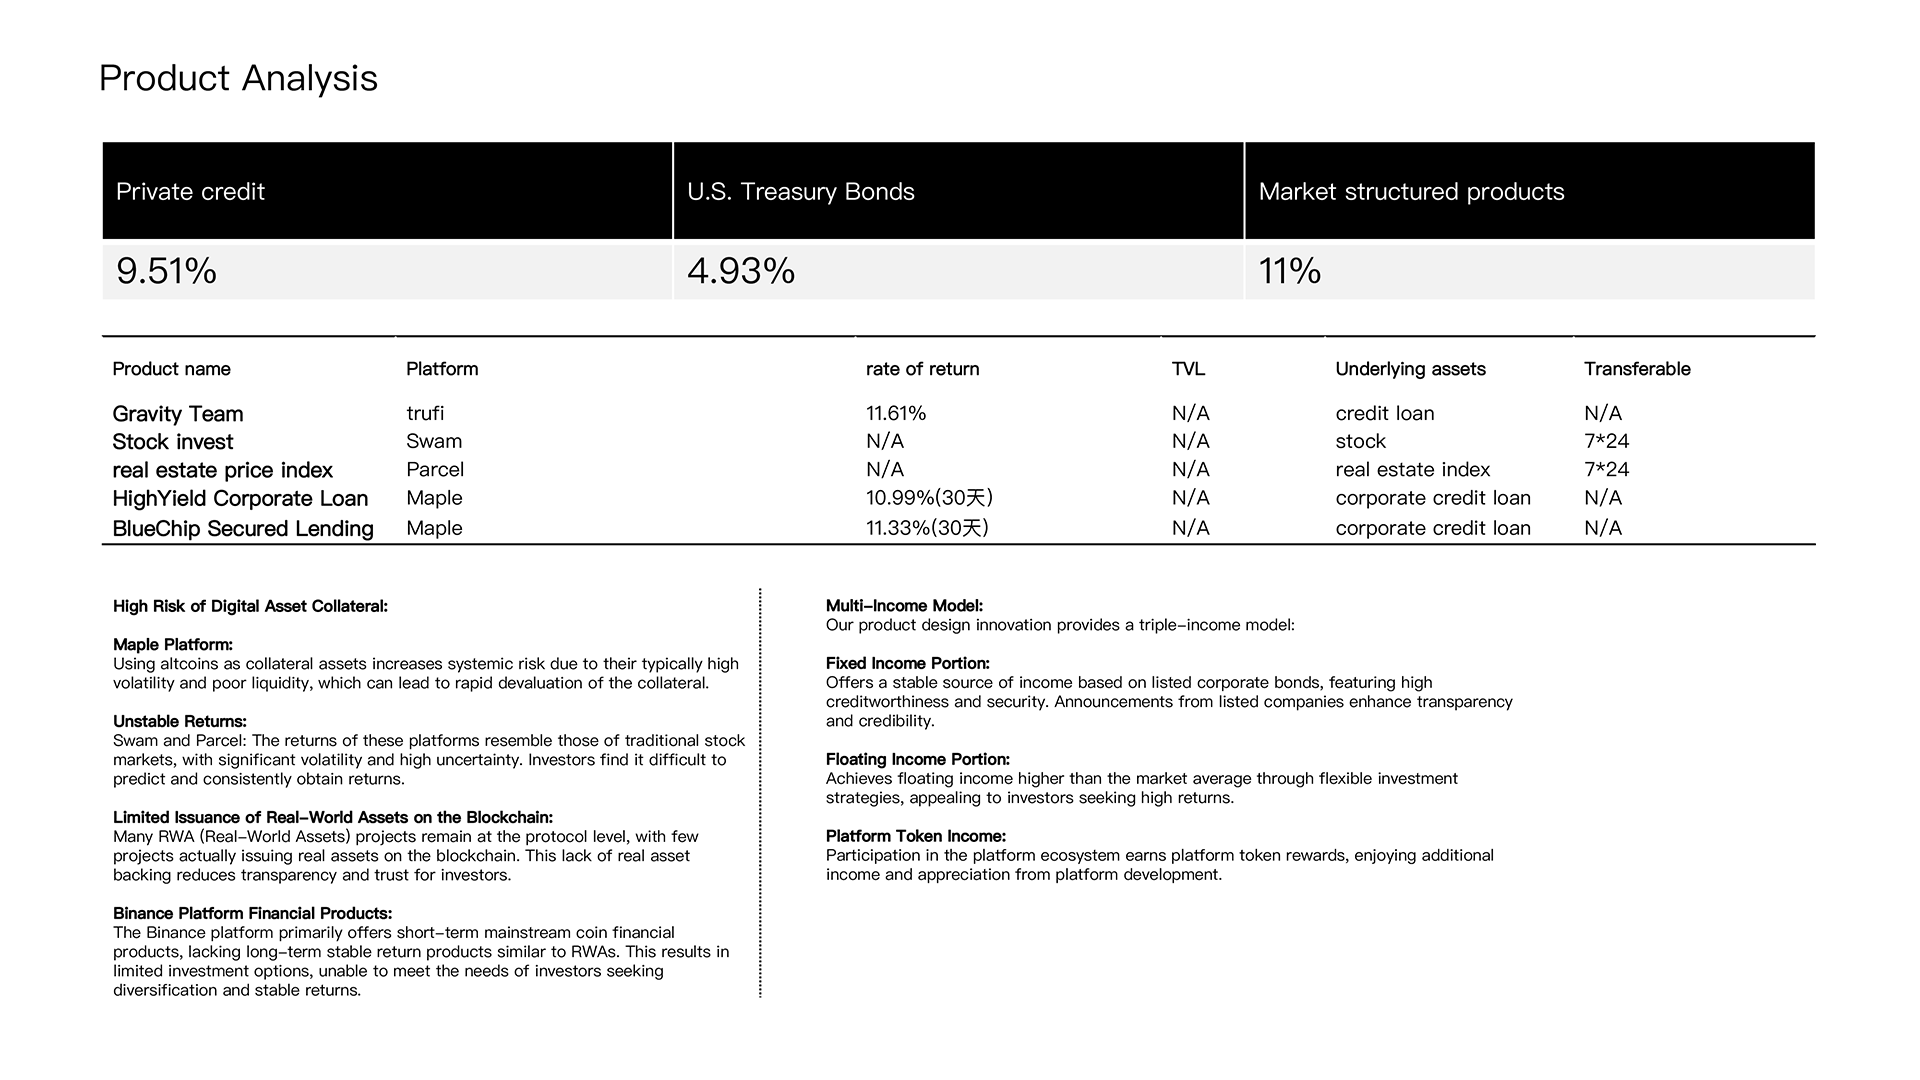 Product Analysis
Private credit U.S. Treasury Bonds Market structured products
9.51% 4.93% 11%
Product name Platform rate of return TVL Underlying assets Transferable
Gravity Team trufi 11.61% N/A credit loan N/A
Stock invest Swam N/A N/A stock 7*24
real estate price index Parcel N/A N/A real estate index 7*24
HighYield Corporate Loan Maple 10.99%(30天) N/A corporate credit loan N/A
BlueChip Secured Lending Maple 11.33%(30天) N/A corporate credit loan N/A
High Risk of Digital Asset Collateral:
Maple Platform:
Using altcoins as collateral assets increases systemic risk due to their typically high
volatility and poor liquidity, which can lead to rapid devaluation of the collateral.
Unstable Returns:
Swam and Parcel: The returns of these platforms resemble those of traditional stock
markets, with significant volatility and high uncertainty. Investors find it difficult to
predict and consistently obtain returns.
Limited Issuance of Real-World Assets on the Blockchain:
Many RWA (Real-World Assets) projects remain at the protocol level, with few
projects actually issuing real assets on the blockchain. This lack of real asset
backing reduces transparency and trust for investors.
Binance Platform Financial Products:
The Binance platform primarily offers short-term mainstream coin financial
products, lacking long-term stable return products similar to RWAs. This results in
limited investment options, unable to meet the needs of investors seeking
diversification and stable returns.
Multi-Income Model:
Our product design innovation provides a triple-income model:
Fixed Income Portion:
Offers a stable source of income based on listed corporate bonds, featuring high
creditworthiness and security. Announcements from listed companies enhance transparency
and credibility.
Floating Income Portion:
Achieves floating income higher than the market average through flexible investment
strategies, appealing to investors seeking high returns.
Platform Token Income:
Participation in the platform ecosystem earns platform token rewards, enjoying additional
income and appreciation from platform development.